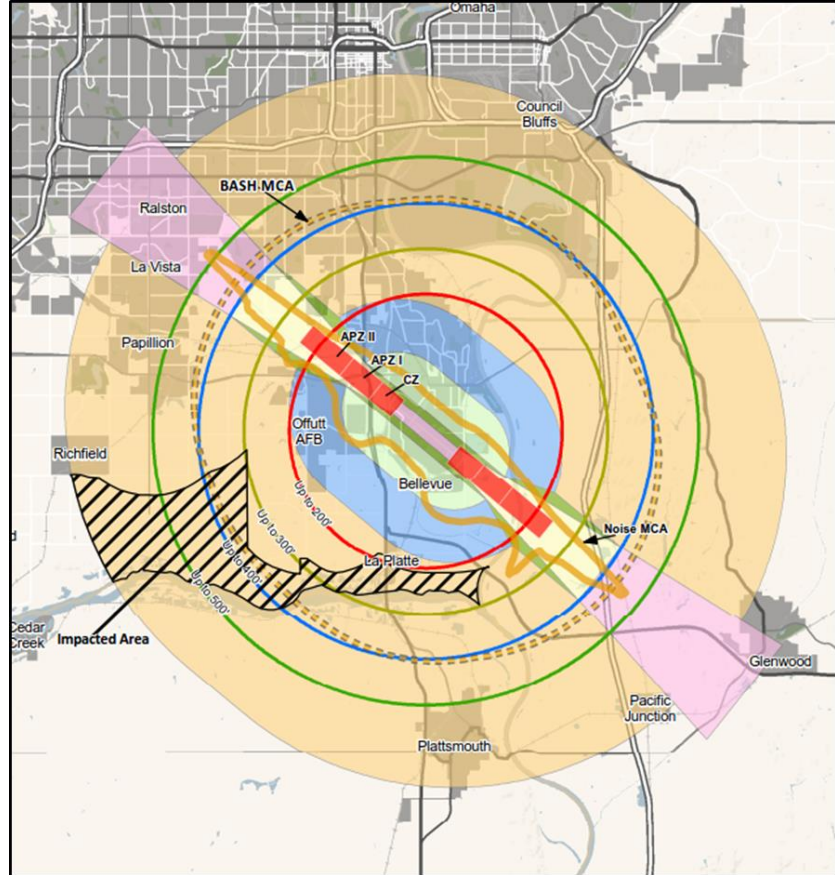 Omaha
Council
Bluffs
BASH MCA
Ralston
La Vista
Papillion
APZ II
APZ I
CZ
Offutt
AFB
Richfield
Bellevue
Up to 200'
Up to 300'
Up to 400'
Up to 500'
Noise MCA
La Platte
d
Cedar
Creek
Impacted Area
Glenwood
Pacific
Junction
Plattsmouth